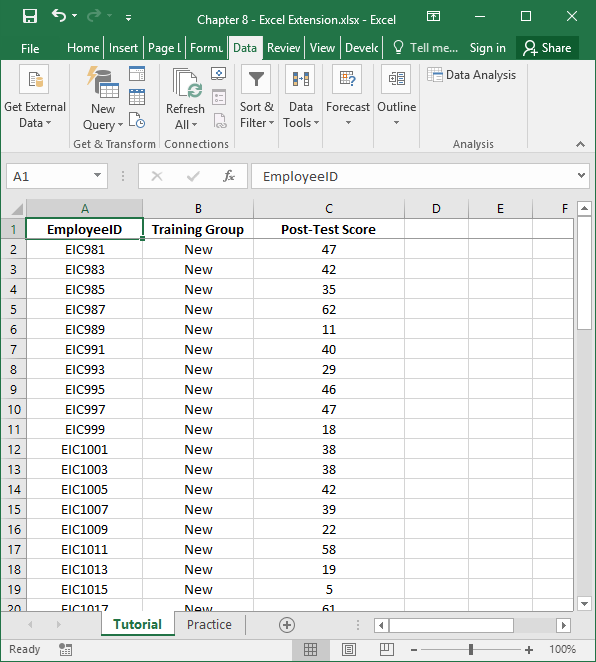 Chapter 8 - Excel Extension.xlsx - Excel
File Home Insert Page L Formu Data Review View Develo Tell me... Sign in Share
Get External Data
New Query
Refresh All
Sort & Filter
Data Tools
Forecast
Outline
Data Analysis
Get & Transform Connections Analysis
A1 fx EmployeeID
A B C D E F
1 EmployeeID Training Group Post-Test Score
2 EIC981 New 47
3 EIC983 New 42
4 EIC985 New 35
5 EIC987 New 62
6 EIC989 New 11
7 EIC991 New 40
8 EIC993 New 29
9 EIC995 New 46
10 EIC997 New 47
11 EIC999 New 18
12 EIC1001 New 38
13 EIC1003 New 38
14 EIC1005 New 42
15 EIC1007 New 39
16 EIC1009 New 22
17 EIC1011 New 58
18 EIC1013 New 19
19 EIC1015 New 5
20 EIC1017 New 61
Tutorial Practice
Ready 100%